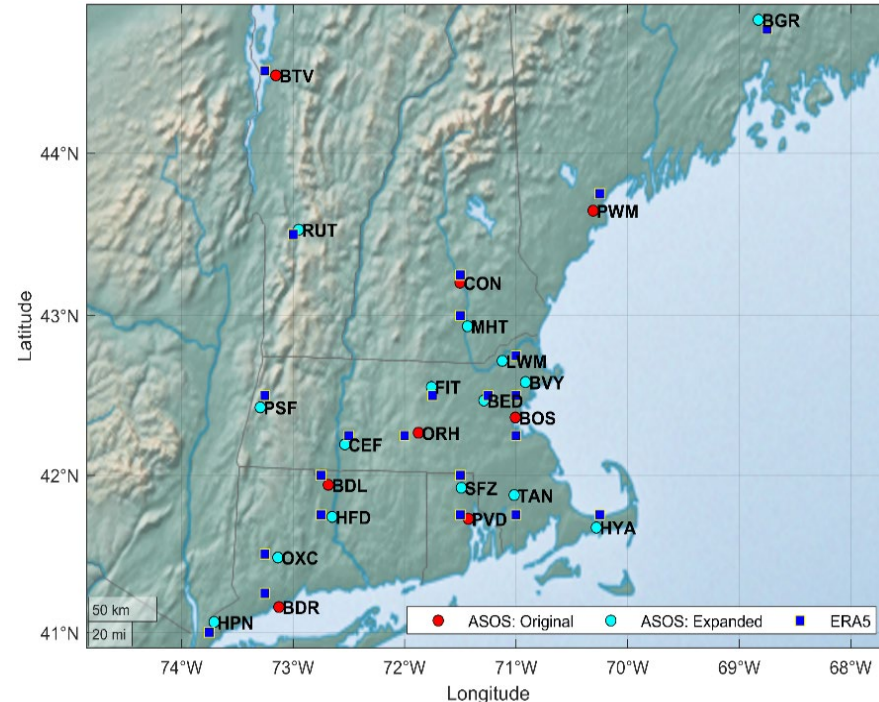 BGR
BTV
44°N
PWM
RUT
CON
43°N
MHT
LWM
BVY
FIT
BED
PSF
BOS
ORH
CEF
42°N
BDL
SFZ
TAN
HFD
PVD
HYA
OXC
50 km
BDR
HPN
20 mi
41°N
ASOS: Original
ASOS: Expanded
ERA5
74°W
73°W
72°W
71°W
70°W
69°W
68°W
Latitude
Longitude